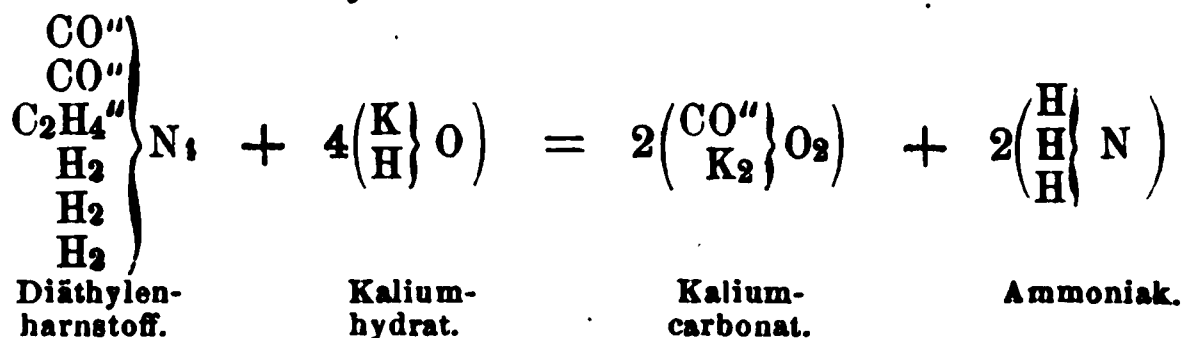 CO″
CO″
C₂H₄″
H₂
H₂
H₂
} N₄ +
4 ( K
H } O ) =
2 ( CO″
K₂ } O₂ ) +
2 ( H
H
H } N )
Diäthylen-
harnstoff.
Kalium-
hydrat.
Kalium-
carbonat.
Ammoniak.